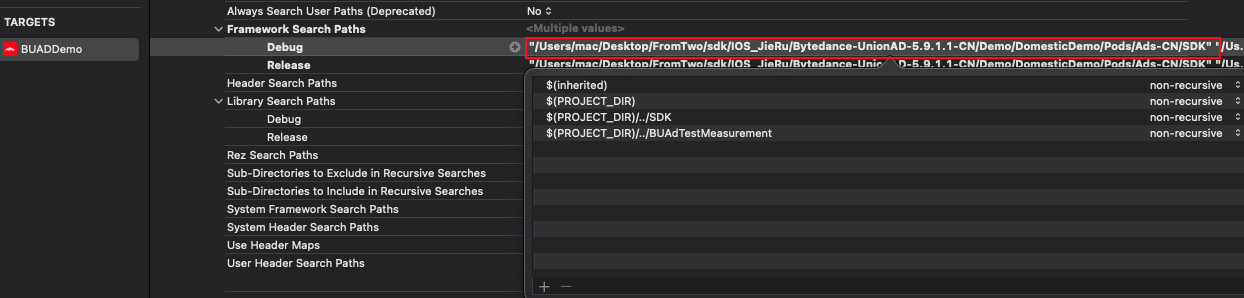 TARGETS
BUADDemo
Always Search User Paths (Deprecated) No
Framework Search Paths <Multiple values>
Debug "/Users/mac/Desktop/FromTwo/sdk/IOS_JieRu/Bytedance-UnionAD-5.9.1.1-CN/Demo/DomesticDemo/Pods/Ads-CN/SDK" "/Us...
Release "/Users/mac/Desktop/FromTwo/sdk/IOS_JieRu/Bytedance-UnionAD-5.9.1.1-CN/Demo/DomesticDemo/Pods/Ads-CN/SDK" "/Us...
Header Search Paths
Library Search Paths
Debug
Release
Rez Search Paths
Sub-Directories to Exclude in Recursive Searches
Sub-Directories to Include in Recursive Searches
System Framework Search Paths
System Header Search Paths
Use Header Maps
User Header Search Paths
$(inherited) non-recursive
$(PROJECT_DIR) non-recursive
$(PROJECT_DIR)/../SDK non-recursive
$(PROJECT_DIR)/../BUAdTestMeasurement non-recursive